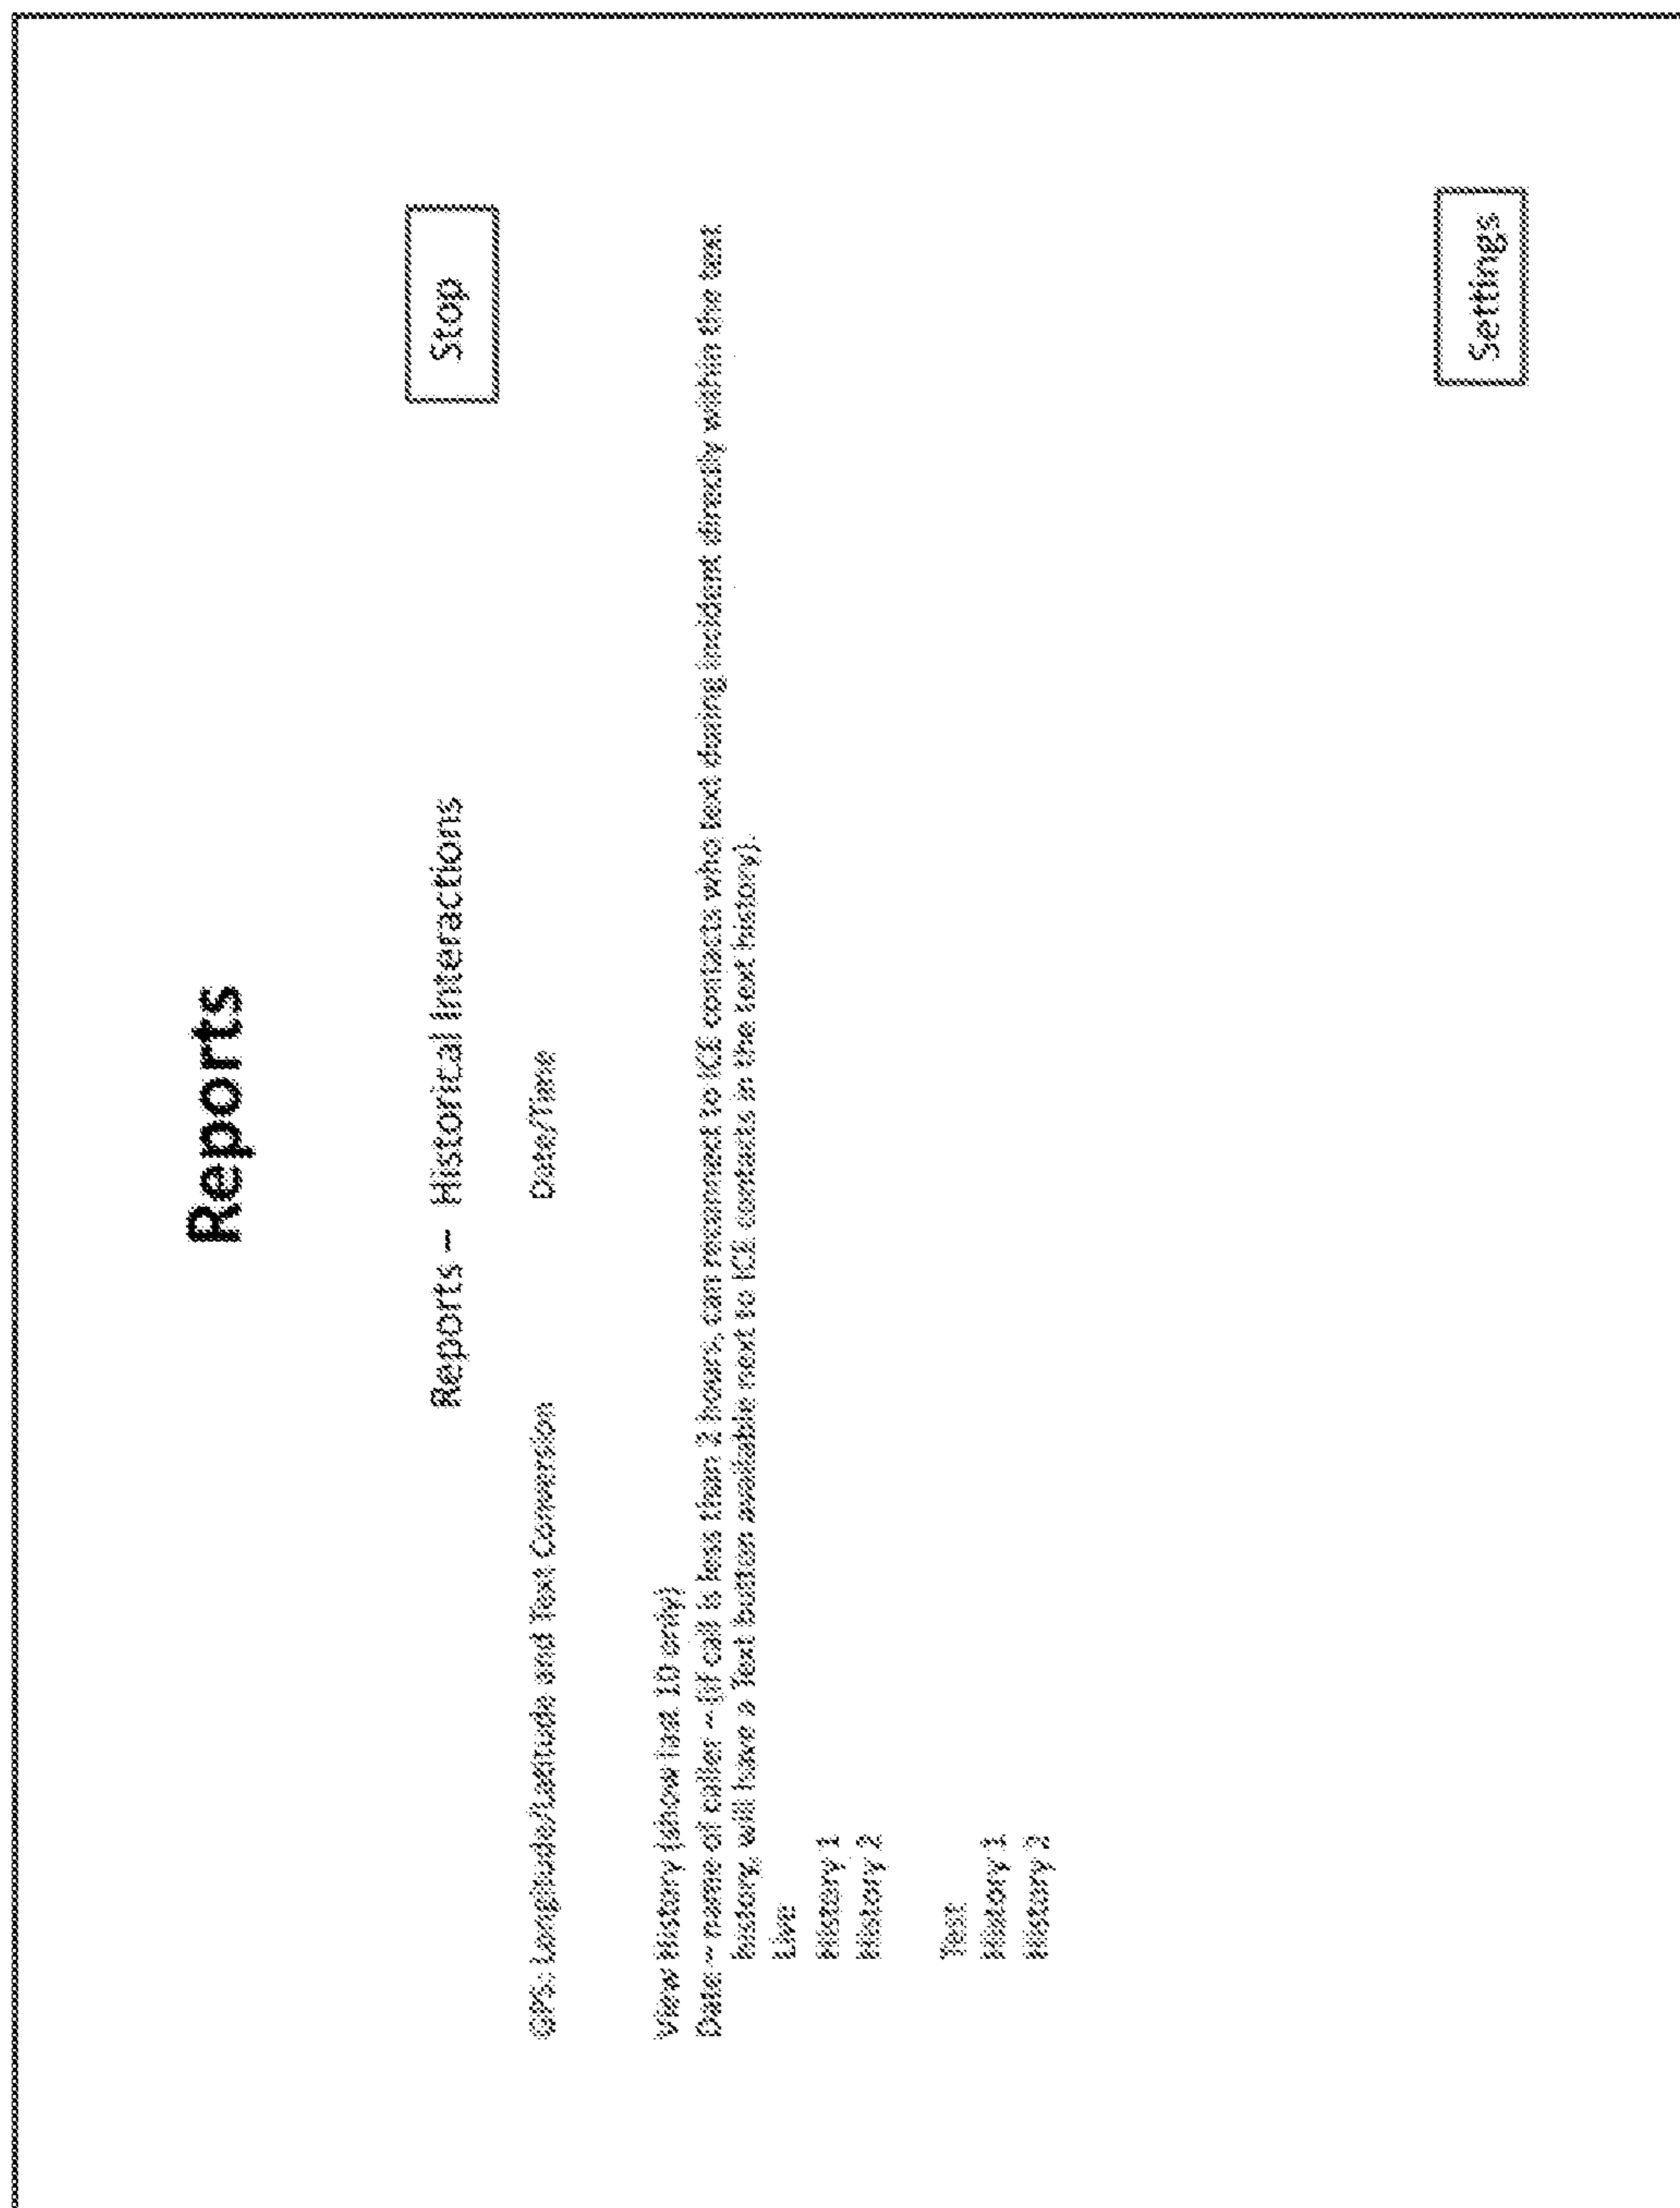 Reports
Reports – Historical Interactions
Stop
GPS: Longitude/Latitude and Text Conversion
Date/Time
View History (show last 10 only)
Date – name of caller – (if call is less than 2 hours, can reconnect to ICE contacts who text during incident directly within the text
history, will have a Text button available next to ICE contacts in the text history).
Live
History 1
History 2
Test
History 1
History 2
Settings